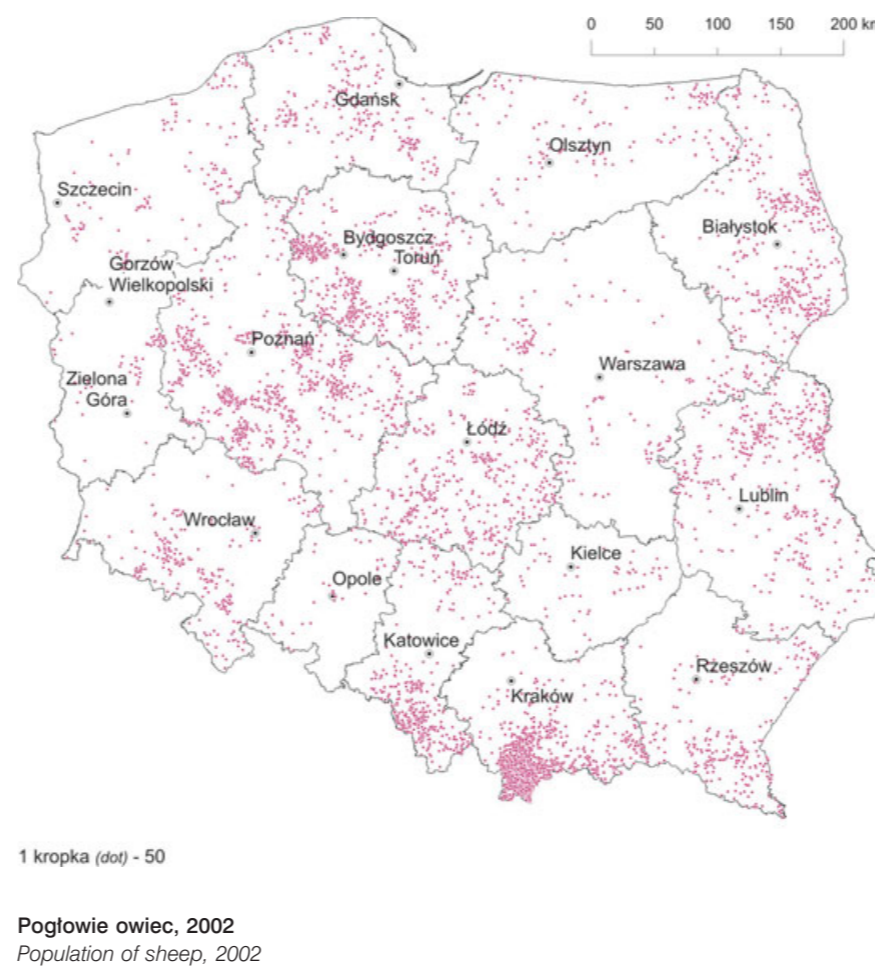 0 50 100 150 200 km
Gdańsk
Olsztyn
Szczecin
Białystok
Bydgoszcz
Toruń
Gorzów
Wielkopolski
Poznań
Warszawa
Zielona
Góra
Łódź
Lublin
Wrocław
Kielce
Opole
Katowice
Rzeszów
Kraków
1 kropka (dot) - 50
Pogłowie owiec, 2002
Population of sheep, 2002